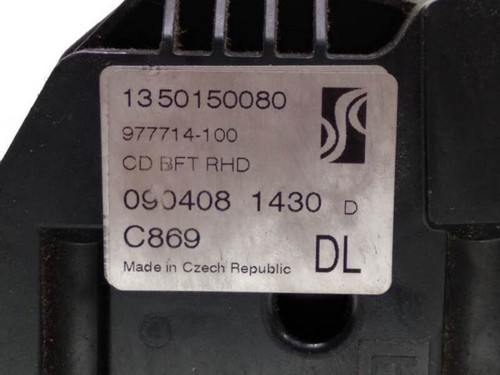 1350150080
977714-100
CD BFT RHD
090408 1430 D
C869
DL
Made in Czech Republic